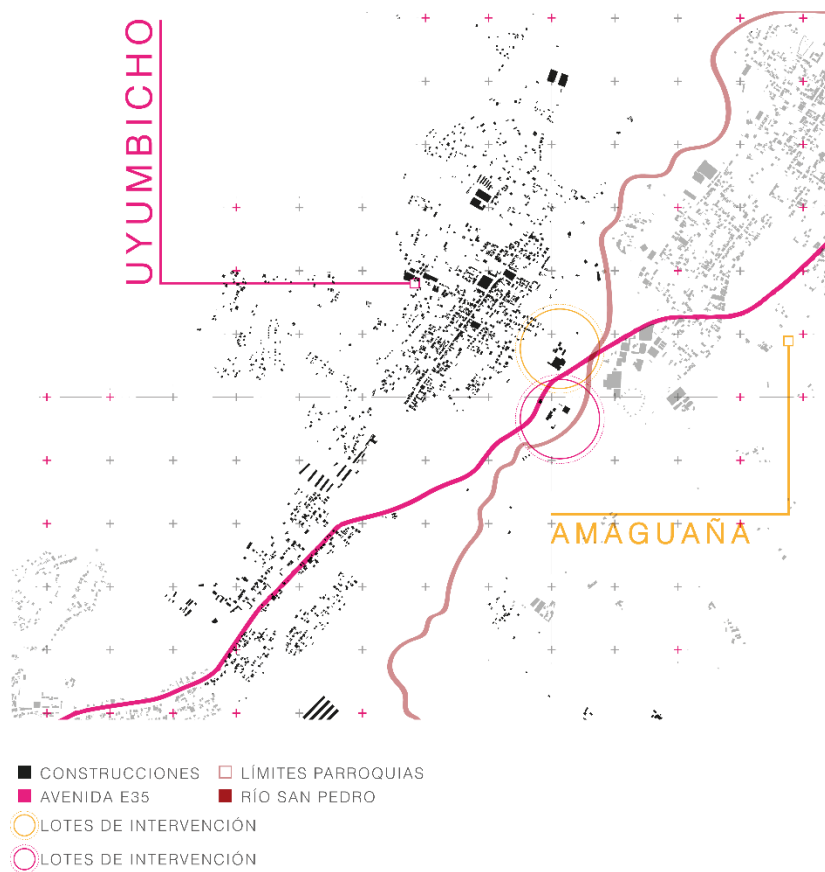 UYUMBICHO
AMAGUAÑA
CONSTRUCCIONES
LÍMITES PARROQUIAS
AVENIDA E35
RÍO SAN PEDRO
LOTES DE INTERVENCIÓN
LOTES DE INTERVENCIÓN